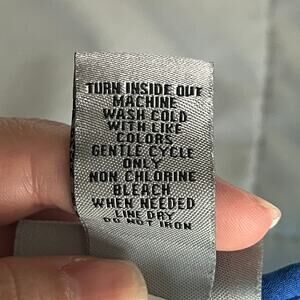 TURN INSIDE OUT
MACHINE
WASH COLD
WITH LIKE
COLORS
GENTLE CYCLE
ONLY
NON CHLORINE
BLEACH
WHEN NEEDED
LINE DRY
DO NOT IRON